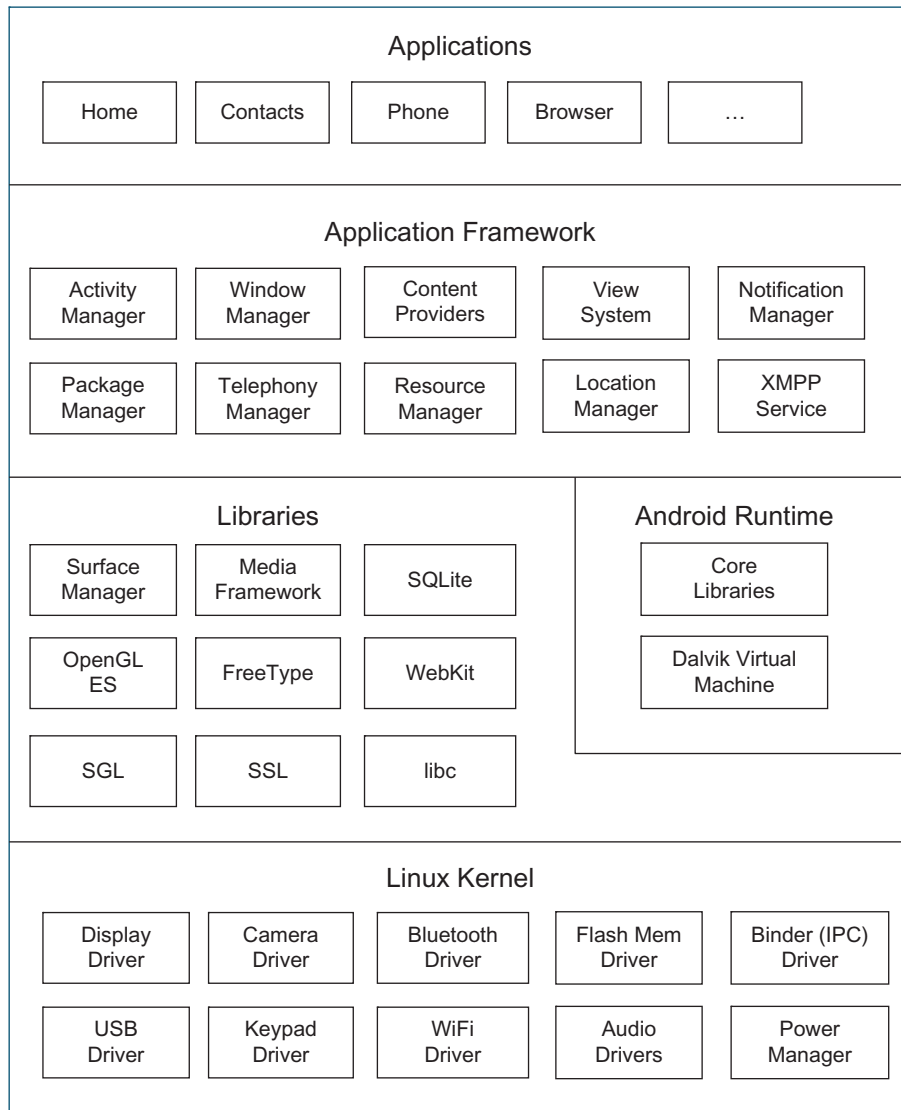 Applications
Home
Contacts
Phone
Browser
…
Application Framework
Activity
Manager
Window
Manager
Content
Providers
View
System
Notification
Manager
Package
Manager
Telephony
Manager
Resource
Manager
Location
Manager
XMPP
Service
Libraries
Surface
Manager
Media
Framework
SQLite
OpenGL
ES
FreeType
WebKit
SGL
SSL
libc
Android Runtime
Core
Libraries
Dalvik Virtual
Machine
Linux Kernel
Display
Driver
Camera
Driver
Bluetooth
Driver
Flash Mem
Driver
Binder (IPC)
Driver
USB
Driver
Keypad
Driver
WiFi
Driver
Audio
Drivers
Power
Manager